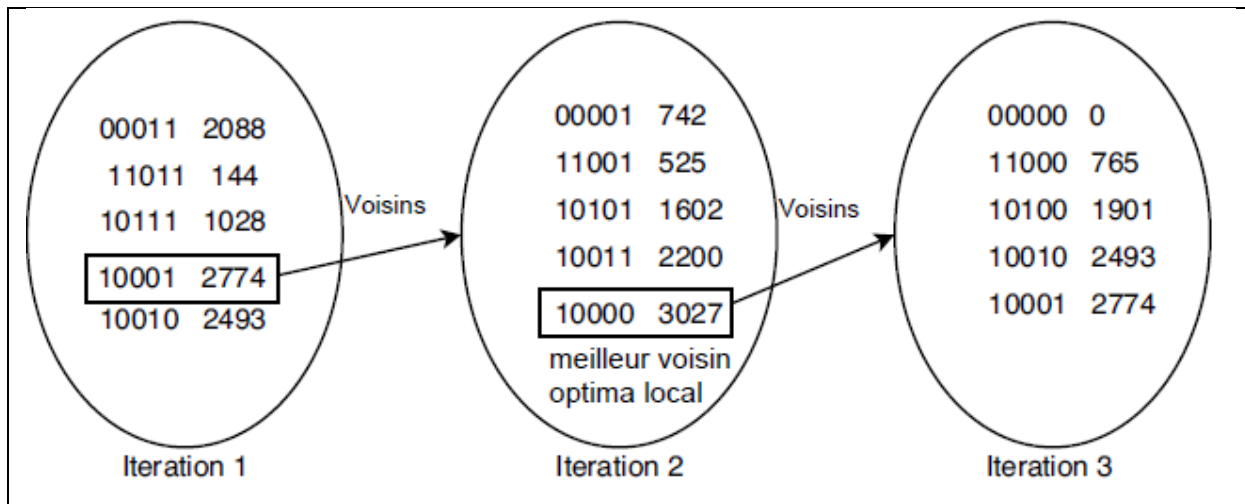 00011 2088
11011 144
10111 1028
10001 2774
10010 2493
Iteration 1
Voisins
00001 742
11001 525
10101 1602
10011 2200
10000 3027
meilleur voisin
optima local
Iteration 2
Voisins
00000 0
11000 765
10100 1901
10010 2493
10001 2774
Iteration 3